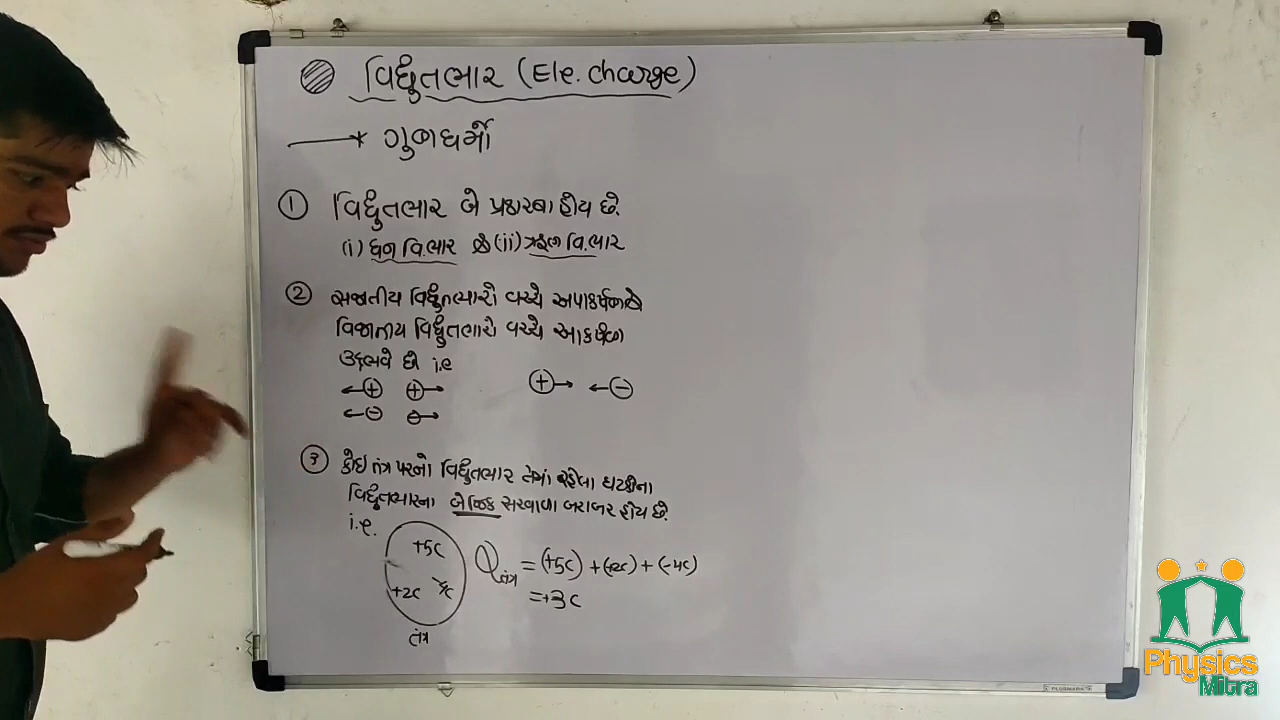 વિદ્યુતભાર (Ele. charge)
ગુણધર્મો
① વિદ્યુતભાર બે પ્રકારના હોય છે.
(i) ધન વિ.ભાર (ii) ઋણ વિ.ભાર
② સજાતીય વિદ્યુતભારો વચ્ચે અપાકર્ષણ
વિજાતીય વિદ્યુતભારો વચ્ચે આકર્ષણ
ઉદ્દભવે છે i.e
+ + + -
- -
③ કોઇ તંત્ર પરનો વિદ્યુતભાર તેમાં રહેલા ઘટકોના
વિદ્યુતભારના બૈજિક સરવાળા બરાબર હોય છે.
i.e.
+5C
+2C
તંત્ર
Qતંત્ર = (+5C) + (+2C) + (-4C)
= +3C
Physics
Mitra